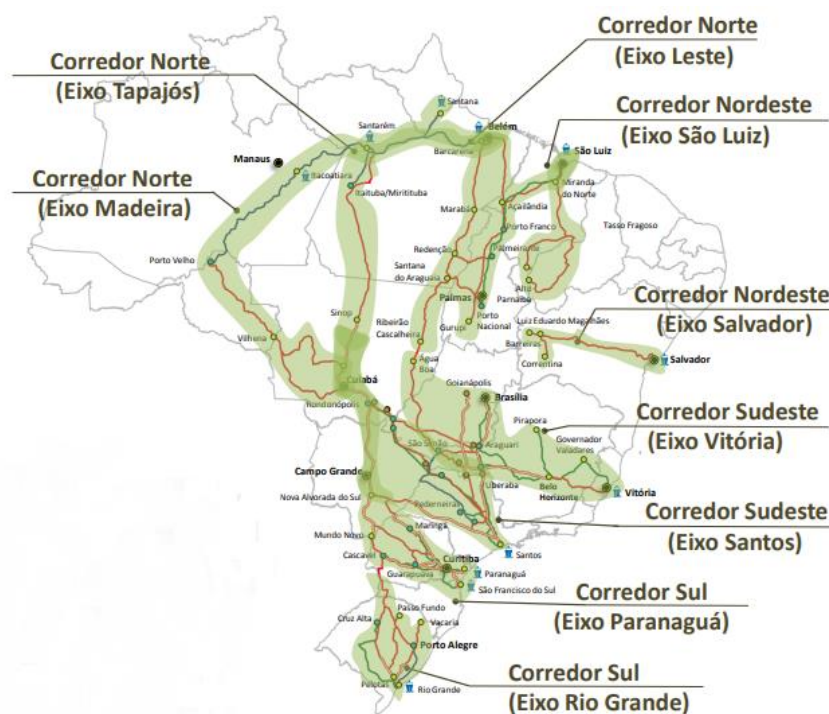 Corredor Norte
(Eixo Leste)
Corredor Norte
(Eixo Tapajós)
Santana
Corredor Nordeste
(Eixo São Luiz)
Santarém
Belém
Barcarena
São Luiz
Manaus
Itacoatiara
Miranda
do Norte
Corredor Norte
(Eixo Madeira)
Itaituba/Miritituba
Marabá
Açailândia
Porto Franco
Tasso Fragoso
Redenção
Palmeirante
Porto Velho
Santana
do Araguaia
Alto
Parnaíba
Palmas
Porto
Nacional
Corredor Nordeste
(Eixo Salvador)
Sinop
Ribeirão
Cascalheira
Gurupi
Luiz Eduardo Magalhães
Barreiras
Vilhena
Água
Boa
Correntina
Salvador
Cuiabá
Goianápolis
Brasília
Rondonópolis
Pirapora
Corredor Sudeste
(Eixo Vitória)
São Simão
Araguari
Governador
Valadares
Campo Grande
Uberaba
Belo
Horizonte
Vitória
Nova Alvorada do Sul
Pederneiras
Corredor Sudeste
(Eixo Santos)
Maringá
Mundo Novo
Santos
Cascavel
Curitiba
Guarapuava
Paranaguá
São Francisco do Sul
Corredor Sul
(Eixo Paranaguá)
Passo Fundo
Cruz Alta
Vacaria
Porto Alegre
Corredor Sul
(Eixo Rio Grande)
Pelotas
Rio Grande